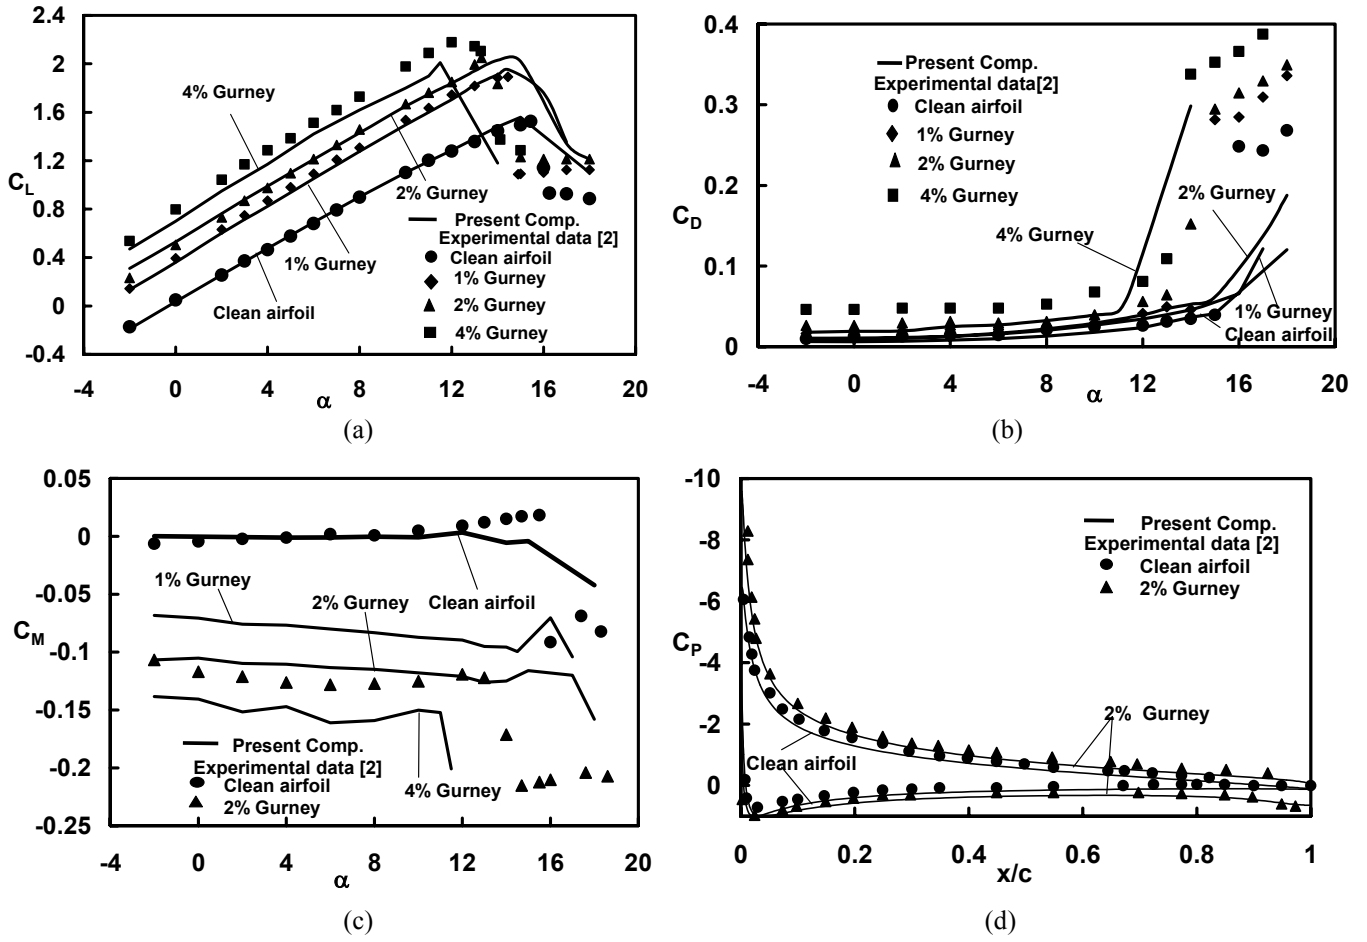 2.4
2
1.6
1.2
0.8
0.4
0
-0.4
C_L
4% Gurney
2% Gurney
1% Gurney
Clean airfoil
Present Comp.
Experimental data [2]
Clean airfoil
1% Gurney
2% Gurney
4% Gurney
-4 0 4 8 12 16 20
α
(a)
0.4
0.3
0.2
0.1
0
C_D
Present Comp.
Experimental data[2]
Clean airfoil
1% Gurney
2% Gurney
4% Gurney
2% Gurney
4% Gurney
1% Gurney
Clean airfoil
-4 0 4 8 12 16 20
α
(b)
0.05
0
-0.05
-0.1
-0.15
-0.2
-0.25
C_M
1% Gurney
2% Gurney
Clean airfoil
Present Comp.
Experimental data [2]
Clean airfoil
2% Gurney
4% Gurney
-4 0 4 8 12 16 20
α
(c)
-10
-8
-6
-4
-2
0
C_P
Present Comp.
Experimental data [2]
Clean airfoil
2% Gurney
2% Gurney
Clean airfoil
0 0.2 0.4 0.6 0.8 1
x/c
(d)